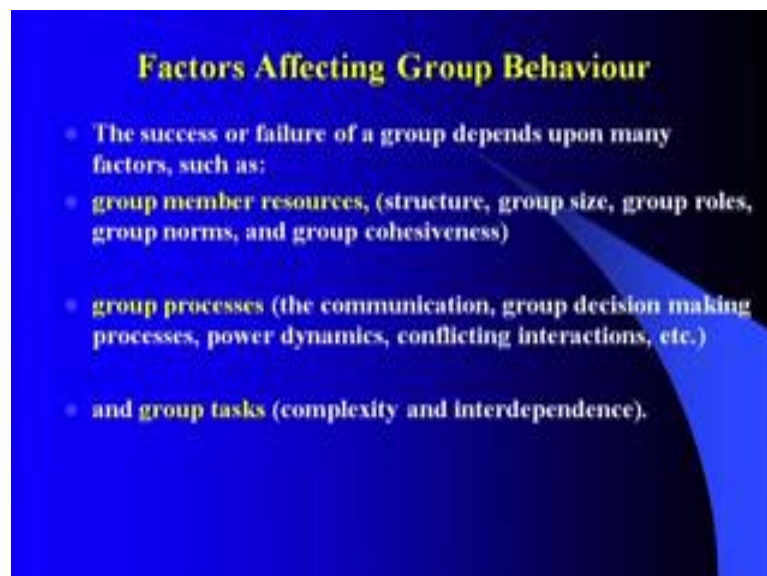 Factors Affecting Group Behaviour
The success or failure of a group depends upon many
factors, such as:
group member resources, (structure, group size, group roles,
group norms, and group cohesiveness)
group processes (the communication, group decision making
processes, power dynamics, conflicting interactions, etc.)
and group tasks (complexity and interdependence).